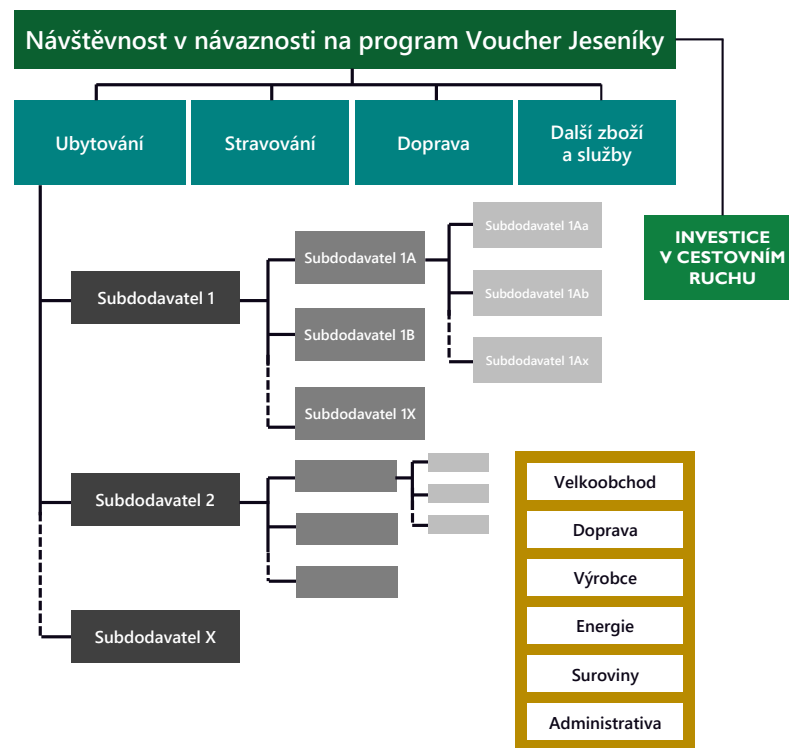 Návštěvnost v návaznosti na program Voucher Jeseníky
Ubytování
Stravování
Doprava
Další zboží
a služby
INVESTICE
V CESTOVNÍM
RUCHU
Subdodavatel 1
Subdodavatel 1A
Subdodavatel 1Aa
Subdodavatel 1Ab
Subdodavatel 1Ax
Subdodavatel 1B
Subdodavatel 1X
Subdodavatel 2
Subdodavatel X
Velkoobchod
Doprava
Výrobce
Energie
Suroviny
Administrativa